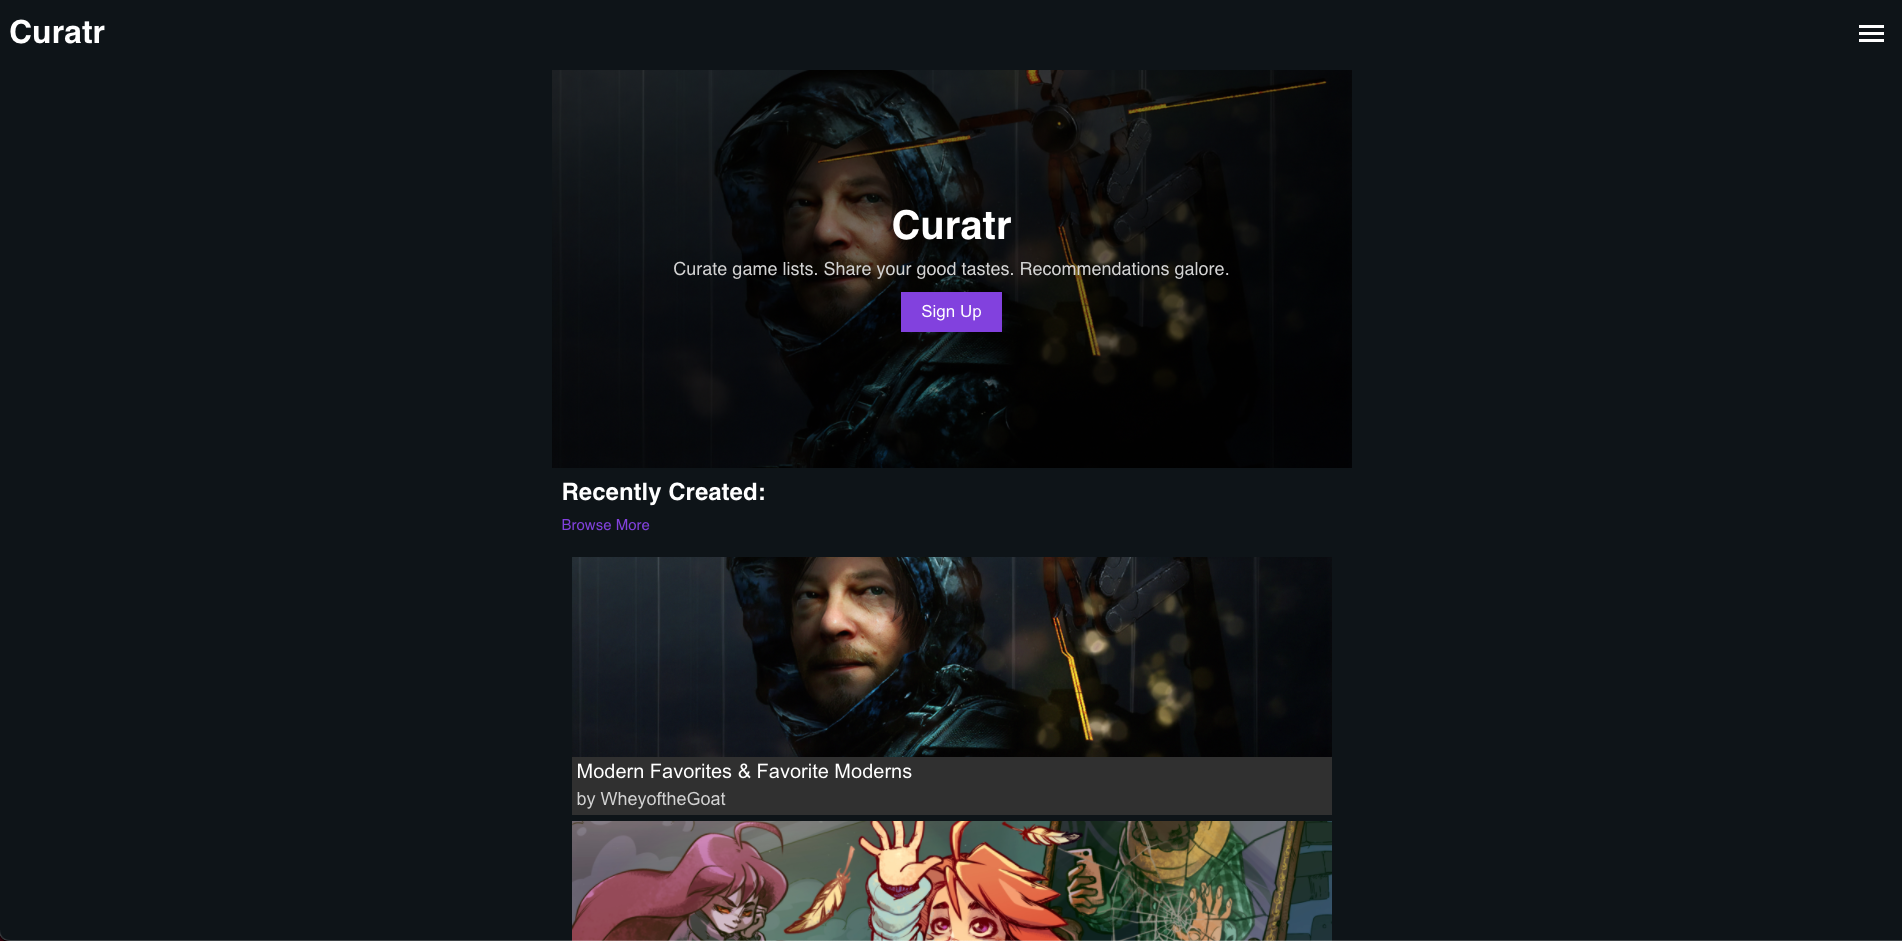 Curatr
Curatr
Curate game lists. Share your good tastes. Recommendations galore.
Sign Up
Recently Created:
Browse More
Modern Favorites & Favorite Moderns
by WheyoftheGoat